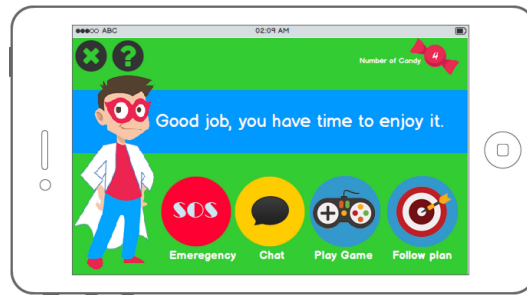 ABC 02:09 AM
Number of Candy 4
Good job, you have time to enjoy it.
SOS
Emeregency Chat Play Game Follow plan